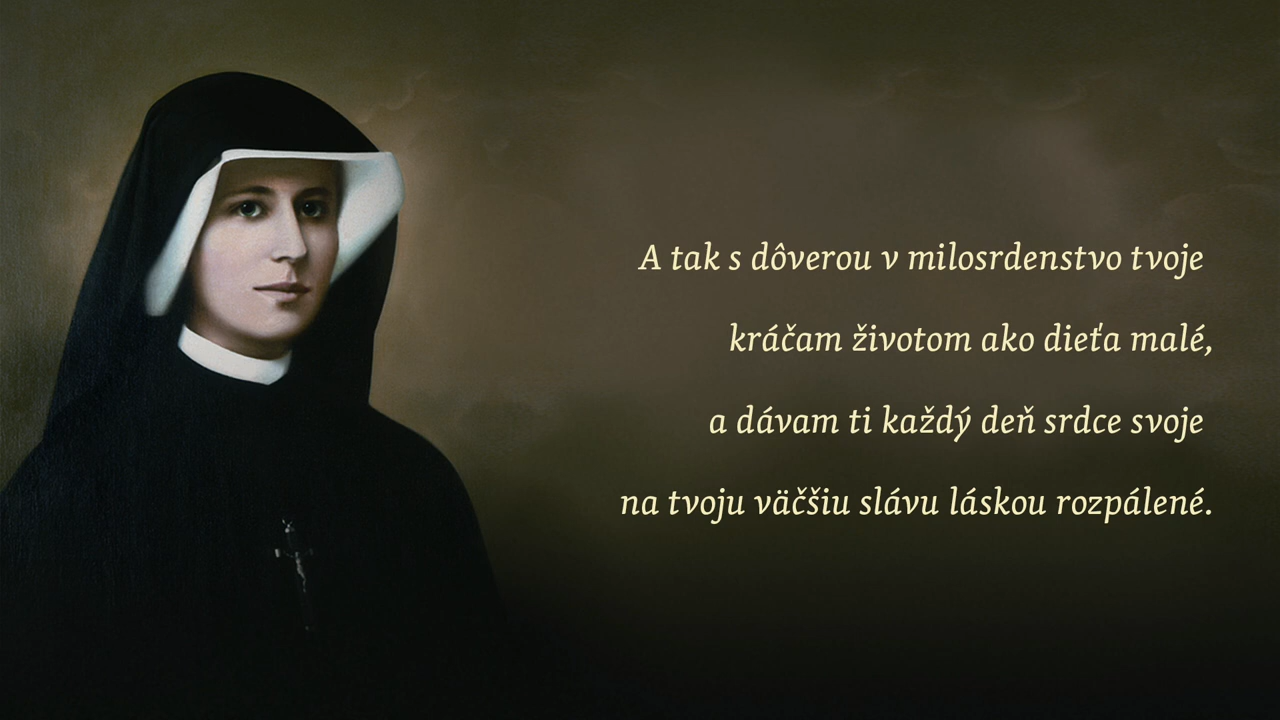 A tak s dôverou v milosrdenstvo tvoje
kráčam životom ako dieťa malé,
a dávam ti každý deň srdce svoje
na tvoju väčšiu slávu láskou rozpálené.